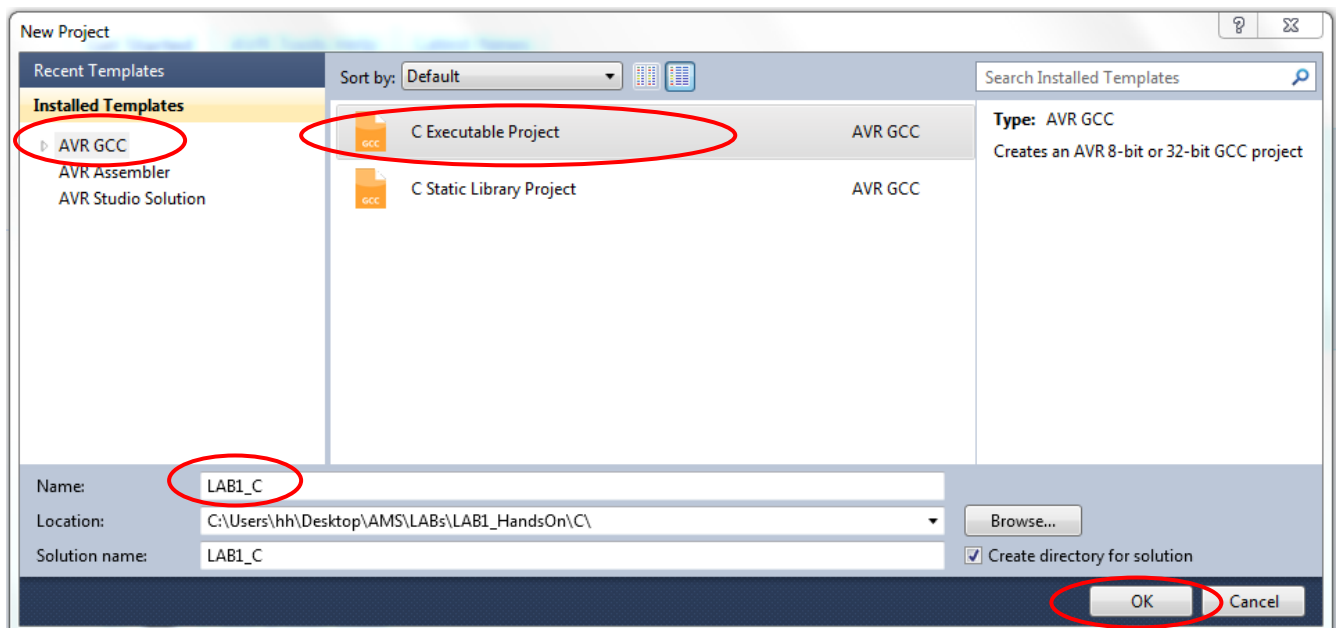 New Project
Recent Templates
Installed Templates
AVR GCC
AVR Assembler
AVR Studio Solution
Sort by: Default
Search Installed Templates
GCC C Executable Project AVR GCC
GCC C Static Library Project AVR GCC
Type: AVR GCC
Creates an AVR 8-bit or 32-bit GCC project
Name: LAB1_C
Location: C:\Users\hh\Desktop\AMS\LABs\LAB1_HandsOn\C\ Browse...
Solution name: LAB1_C Create directory for solution
OK Cancel